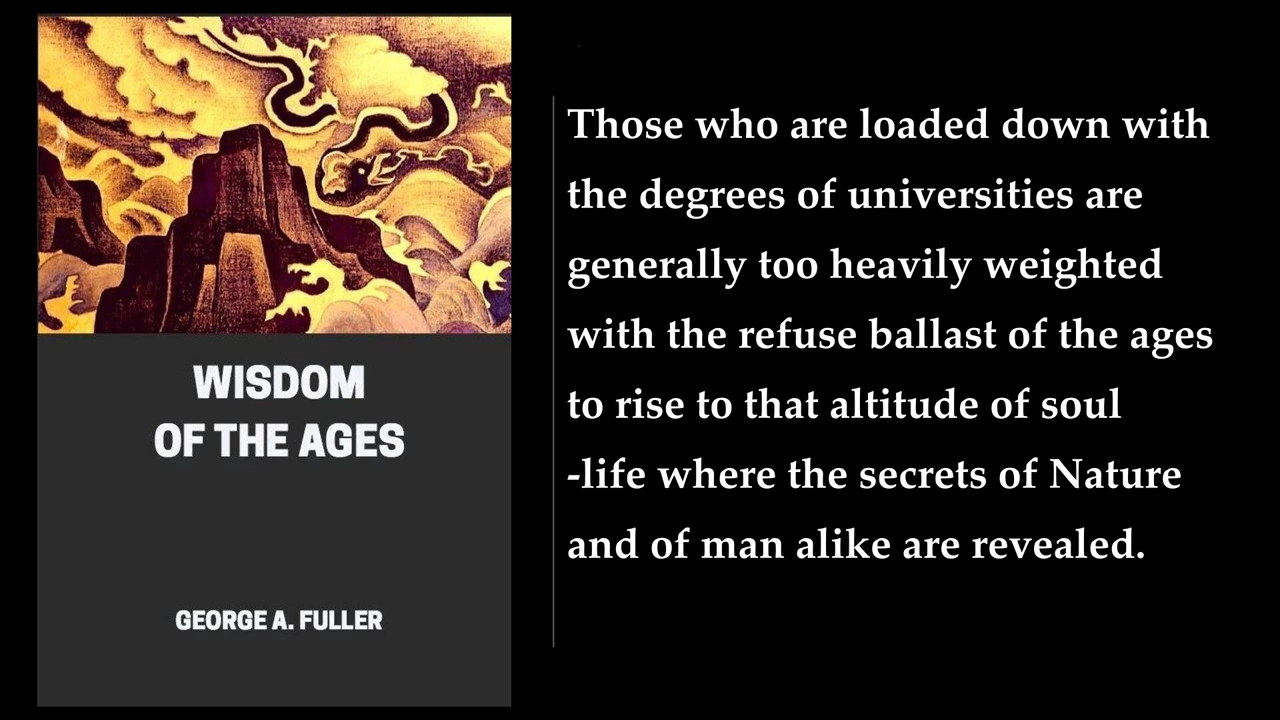 WISDOM
OF THE AGES
GEORGE A. FULLER
Those who are loaded down with
the degrees of universities are
generally too heavily weighted
with the refuse ballast of the ages
to rise to that altitude of soul
-life where the secrets of Nature
and of man alike are revealed.